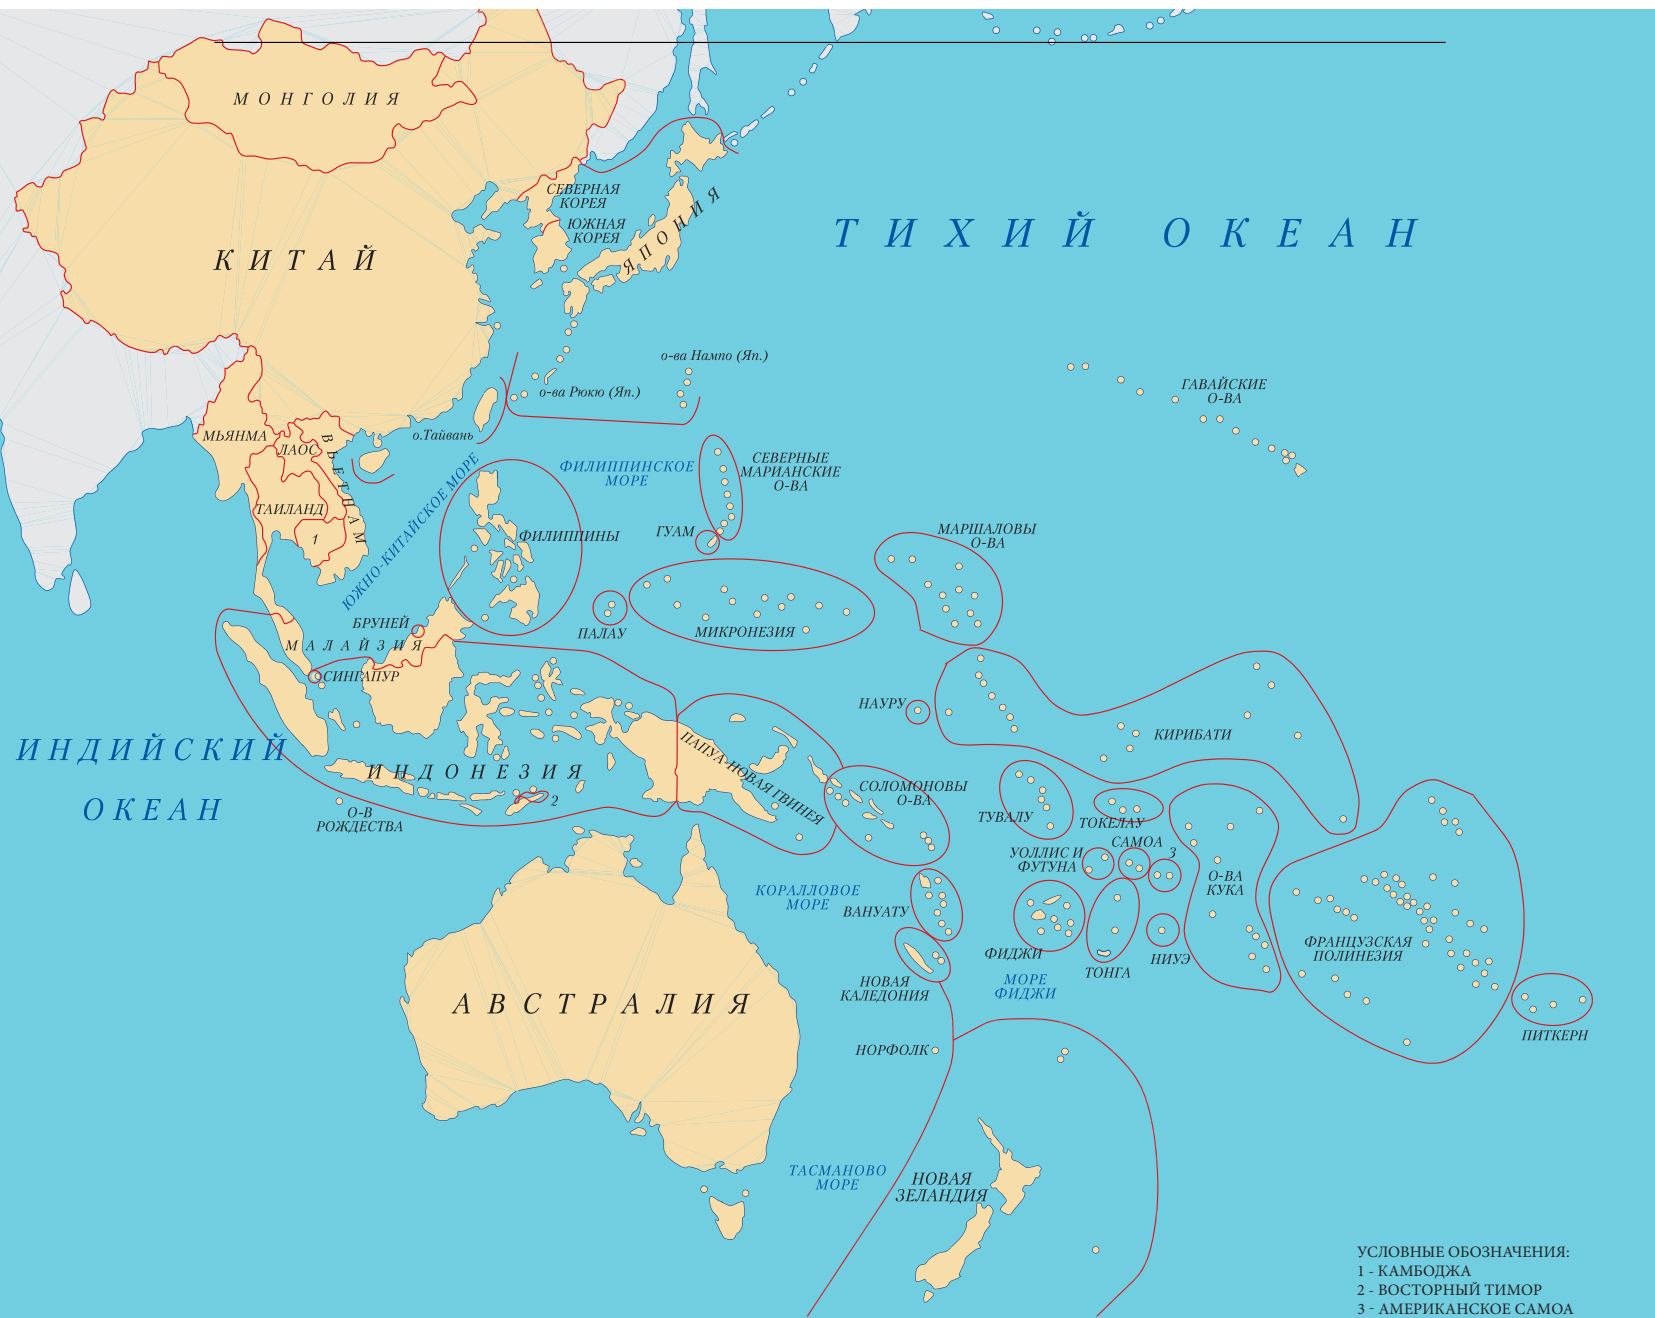 МОНГОЛИЯ
СЕВЕРНАЯ
КОРЕЯ
ЮЖНАЯ
КОРЕЯ
ЯПОНИЯ
ТИХИЙ ОКЕАН
КИТАЙ
о-ва Нампо (Яп.)
о-ва Рюкю (Яп.)
ГАВАЙСКИЕ
О-ВА
о.Тайвань
МЬЯНМА
ЛАОС
ВЬЕТНАМ
ТАИЛАНД
1
ЮЖНО-КИТАЙСКОЕ МОРЕ
ФИЛИППИНСКОЕ
МОРЕ
СЕВЕРНЫЕ
МАРИАНСКИЕ
О-ВА
ФИЛИППИНЫ
ГУАМ
МАРШАЛОВЫ
О-ВА
БРУНЕЙ
ПАЛАУ
МИКРОНЕЗИЯ
МАЛАЙЗИЯ
СИНГАПУР
НАУРУ
КИРИБАТИ
ИНДИЙСКИЙ
ОКЕАН
ИНДОНЕЗИЯ
2
О-В
РОЖДЕСТВА
ПАПУА-НОВАЯ ГВИНЕЯ
СОЛОМОНОВЫ
О-ВА
ТУВАЛУ
ТОКЕЛАУ
САМОА
3
УОЛЛИС И
ФУТУНА
О-ВА
КУКА
КОРАЛЛОВОЕ
МОРЕ
ВАНУАТУ
ФИДЖИ
ТОНГА
НИУЭ
ФРАНЦУЗСКАЯ
ПОЛИНЕЗИЯ
НОВАЯ
КАЛЕДОНИЯ
МОРЕ
ФИДЖИ
АВСТРАЛИЯ
ПИТКЕРН
НОРФОЛК
ТАСМАНОВО
МОРЕ
НОВАЯ
ЗЕЛАНДИЯ
УСЛОВНЫЕ ОБОЗНАЧЕНИЯ:
1 - КАМБОДЖА
2 - ВОСТОРНЫЙ ТИМОР
3 - АМЕРИКАНСКОЕ САМОА